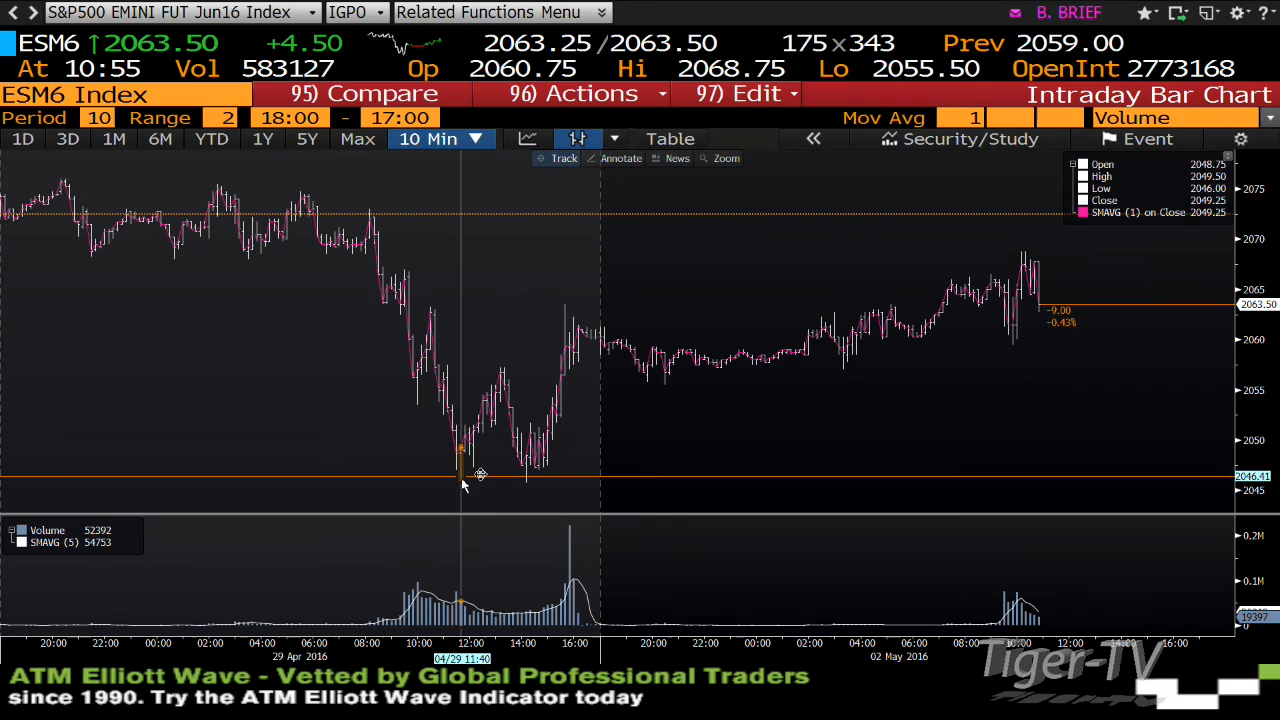 S&P500 EMINI FUT Jun16 Index IGPO Related Functions Menu B. BRIEF
ESM6 ↑2063.50 +4.50 2063.25/2063.50 175x343 Prev 2059.00
At 10:55 Vol 583127 Op 2060.75 Hi 2068.75 Lo 2055.50 OpenInt 2773168
ESM6 Index 95) Compare 96) Actions 97) Edit Intraday Bar Chart
Period 10 Range 2 18:00 - 17:00 Mov Avg 1 Volume
1D 3D 1M 6M YTD 1Y 5Y Max 10 Min Table Security/Study Event
Track Annotate News Zoom
Open 2048.75
High 2049.50
Low 2046.00
Close 2049.25
SMAVG (1) on Close 2049.25
2075
2070
2065
2063.50
-9.00
-0.43%
2060
2055
2050
2046.41
2045
Volume 52392
SMAVG (5) 54753
0.2M
0.1M
19397
0
20:00 22:00 00:00 02:00 04:00 06:00 08:00 10:00 12:00 14:00 16:00 20:00 22:00 00:00 02:00 04:00 06:00 08:00 10:00 12:00 14:00 16:00
29 Apr 2016 04/29 11:40 02 May 2016
Tiger-TV
ATM Elliott Wave - Vetted by Global Professional Traders
since 1990. Try the ATM Elliott Wave Indicator today